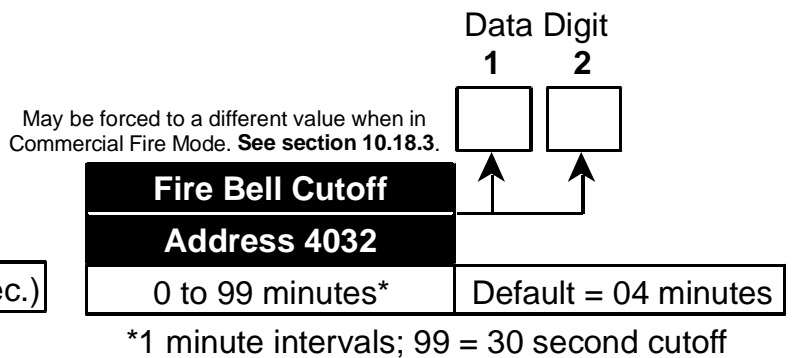 Data Digit
1 2
May be forced to a different value when in
Commercial Fire Mode. See section 10.18.3.
Fire Bell Cutoff
Address 4032
ec.)
0 to 99 minutes*
Default = 04 minutes
*1 minute intervals; 99 = 30 second cutoff